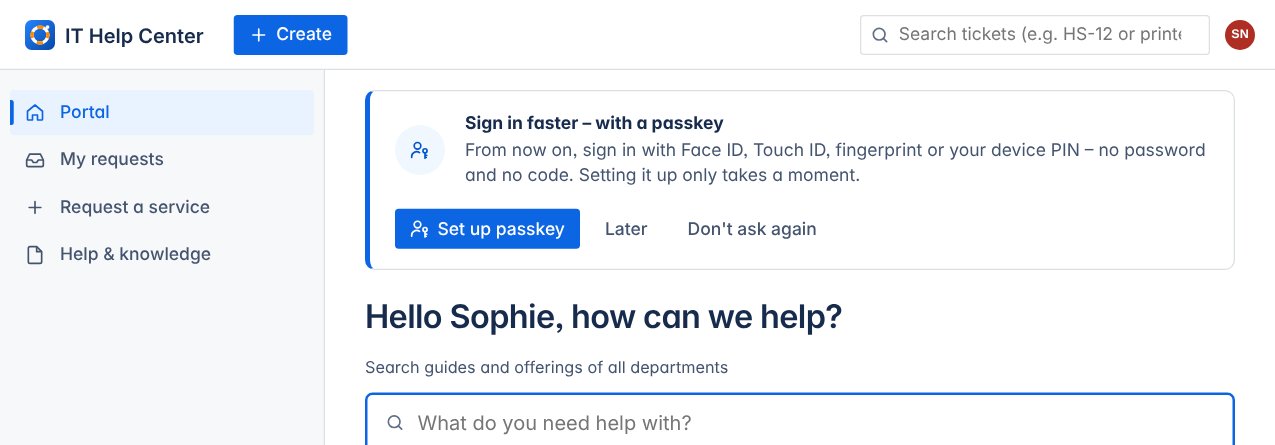 IT Help Center
+ Create
Search tickets (e.g. HS-12 or printe
SN
Portal
My requests
Request a service
Help & knowledge
Sign in faster – with a passkey
From now on, sign in with Face ID, Touch ID, fingerprint or your device PIN – no password
and no code. Setting it up only takes a moment.
Set up passkey
Later
Don't ask again
Hello Sophie, how can we help?
Search guides and offerings of all departments
What do you need help with?